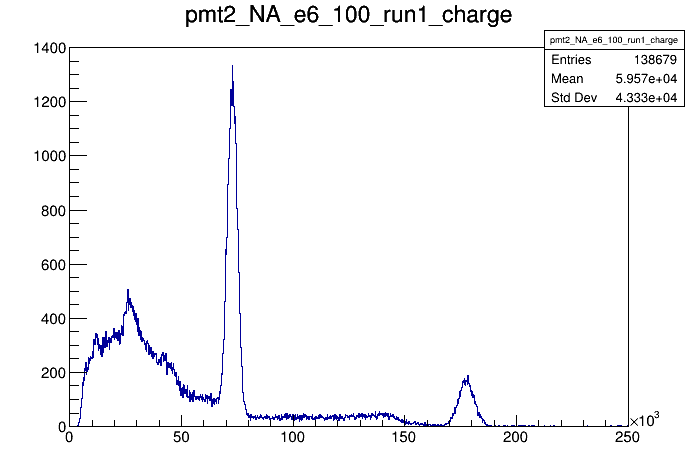 pmt2_NA_e6_100_run1_charge
pmt2_NA_e6_100_run1_charge
Entries 138679
Mean 5.957e+04
Std Dev 4.333e+04
1400
1200
1000
800
600
400
200
0
0 50 100 150 200 250
×10³